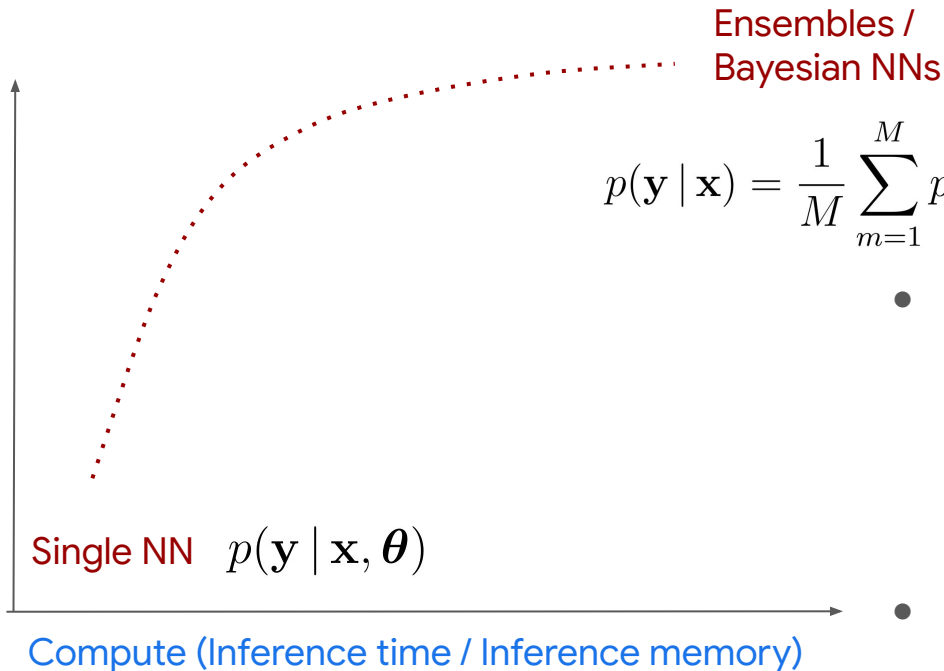 Ensembles /
Bayesian NNs
p(y | x) = 1/M ∑_{m=1}^{M} p
Single NN p(y | x, θ)
Compute (Inference time / Inference memory)